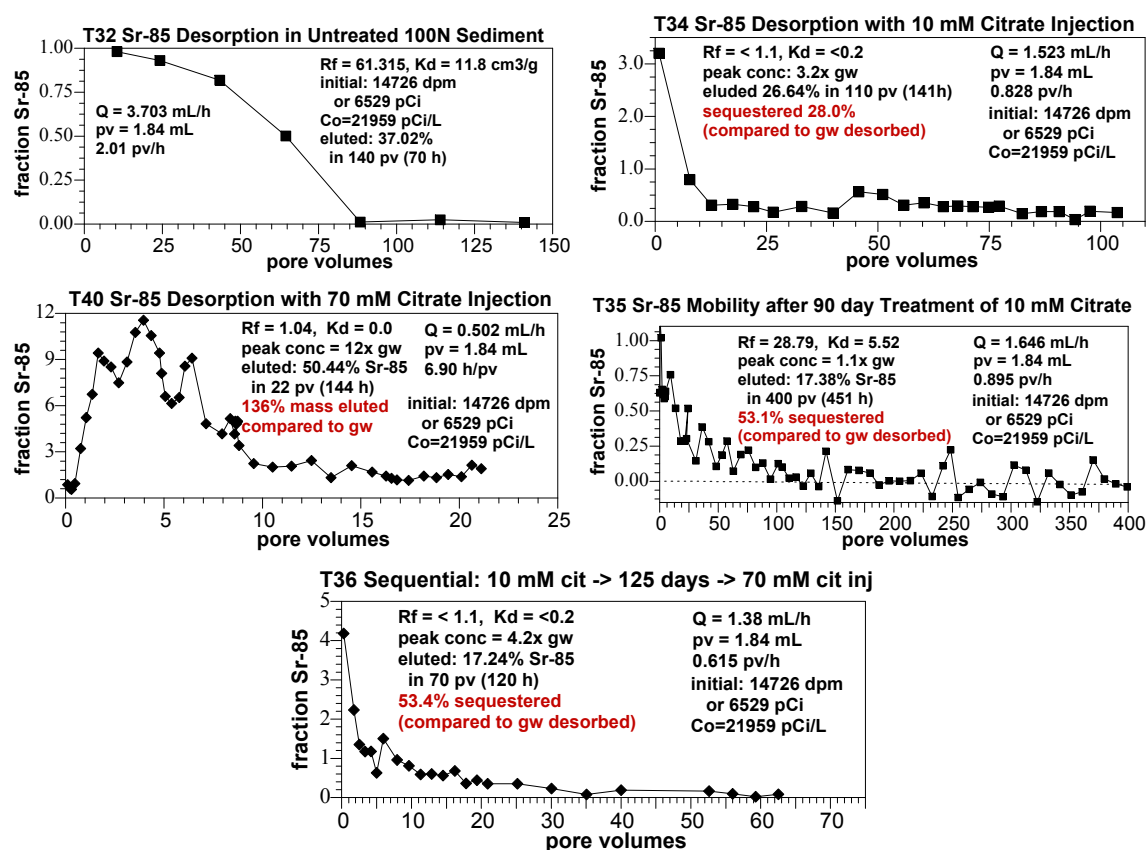 T32 Sr-85 Desorption in Untreated 100N Sediment
fraction Sr-85
1.00
0.75
0.50
0.25
0.00
Rf = 61.315, Kd = 11.8 cm3/g
initial: 14726 dpm
or 6529 pCi
Co=21959 pCi/L
eluted: 37.02%
in 140 pv (70 h)
Q = 3.703 mL/h
pv = 1.84 mL
2.01 pv/h
0 25 50 75 100 125 150
pore volumes
T34 Sr-85 Desorption with 10 mM Citrate Injection
fraction Sr-85
3.0
2.0
1.0
0.0
Rf = < 1.1, Kd = <0.2
peak conc: 3.2x gw
eluded 26.64% in 110 pv (141h)
sequestered 28.0%
(compared to gw desorbed)
Q = 1.523 mL/h
pv = 1.84 mL
0.828 pv/h
initial: 14726 dpm
or 6529 pCi
Co=21959 pCi/L
0 25 50 75 100
pore volumes
T40 Sr-85 Desorption with 70 mM Citrate Injection
fraction Sr-85
12
9
6
3
0
Rf = 1.04, Kd = 0.0
peak conc = 12x gw
eluted: 50.44% Sr-85
in 22 pv (144 h)
136% mass eluted
compared to gw
Q = 0.502 mL/h
pv = 1.84 mL
6.90 h/pv
initial: 14726 dpm
or 6529 pCi
Co=21959 pCi/L
0 5 10 15 20 25
pore volumes
T35 Sr-85 Mobility after 90 day Treatment of 10 mM Citrate
fraction Sr-85
1.00
0.75
0.50
0.25
0.00
Rf = 28.79, Kd = 5.52
peak conc = 1.1x gw
eluted: 17.38% Sr-85
in 400 pv (451 h)
53.1% sequestered
(compared to gw desorbed)
Q = 1.646 mL/h
pv = 1.84 mL
0.895 pv/h
initial: 14726 dpm
or 6529 pCi
Co=21959 pCi/L
0 50 100 150 200 250 300 350 400
pore volumes
T36 Sequential: 10 mM cit -> 125 days -> 70 mM cit inj
fraction Sr-85
5
4
3
2
1
0
Rf = < 1.1, Kd = <0.2
peak conc = 4.2x gw
eluted: 17.24% Sr-85
in 70 pv (120 h)
53.4% sequestered
(compared to gw desorbed)
Q = 1.38 mL/h
pv = 1.84 mL
0.615 pv/h
initial: 14726 dpm
or 6529 pCi
Co=21959 pCi/L
0 10 20 30 40 50 60 70
pore volumes